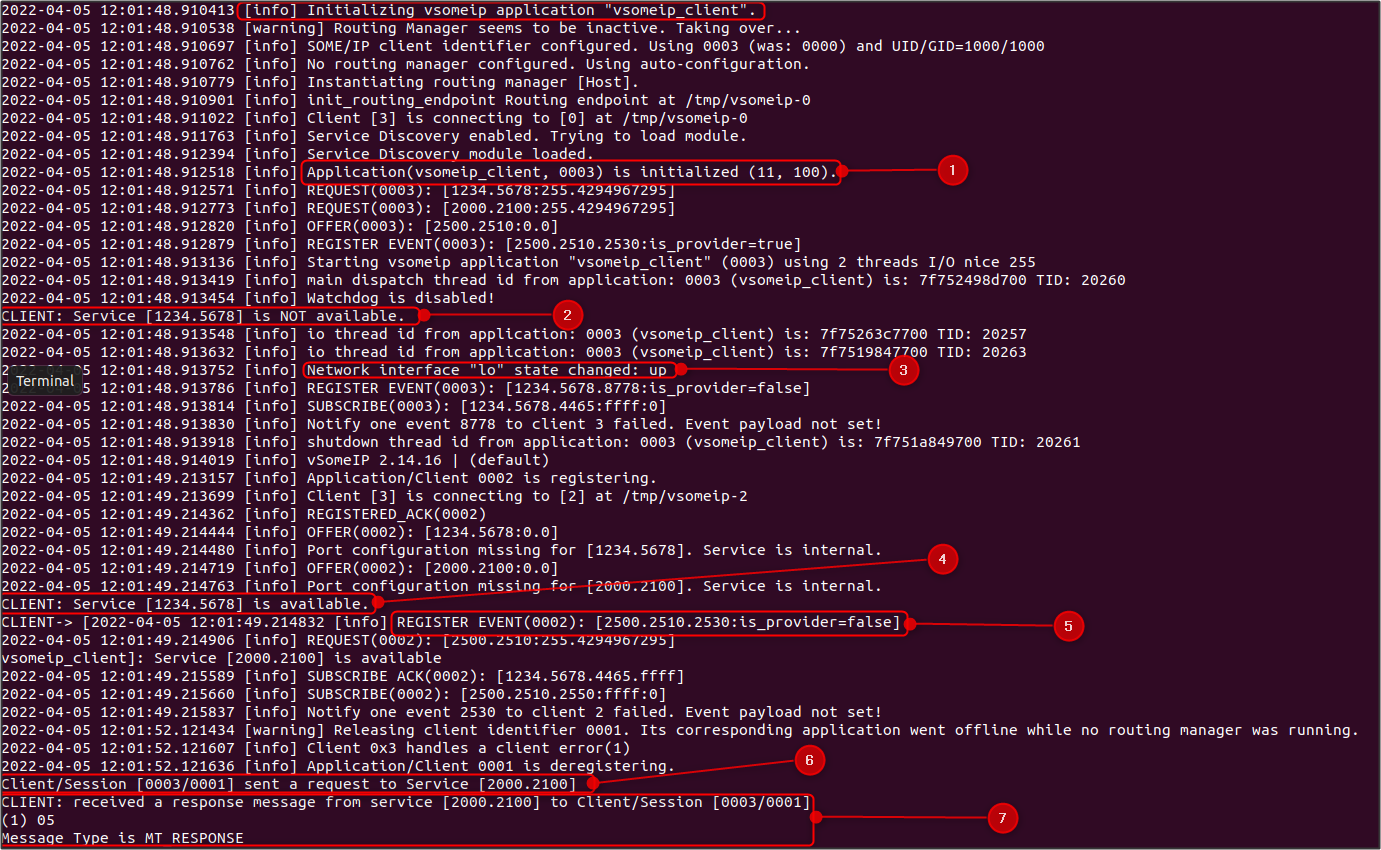 2022-04-05 12:01:48.910413 [info] Initializing vsomeip application "vsomeip_client".
2022-04-05 12:01:48.910538 [warning] Routing Manager seems to be inactive. Taking over...
2022-04-05 12:01:48.910697 [info] SOME/IP client identifier configured. Using 0003 (was: 0000) and UID/GID=1000/1000
2022-04-05 12:01:48.910762 [info] No routing manager configured. Using auto-configuration.
2022-04-05 12:01:48.910779 [info] Instantiating routing manager [Host].
2022-04-05 12:01:48.910901 [info] init_routing_endpoint Routing endpoint at /tmp/vsomeip-0
2022-04-05 12:01:48.911022 [info] Client [3] is connecting to [0] at /tmp/vsomeip-0
2022-04-05 12:01:48.911763 [info] Service Discovery enabled. Trying to load module.
2022-04-05 12:01:48.912394 [info] Service Discovery module loaded.
2022-04-05 12:01:48.912518 [info] Application(vsomeip_client, 0003) is initialized (11, 100). 1
2022-04-05 12:01:48.912571 [info] REQUEST(0003): [1234.5678:255.4294967295]
2022-04-05 12:01:48.912773 [info] REQUEST(0003): [2000.2100:255.4294967295]
2022-04-05 12:01:48.912820 [info] OFFER(0003): [2500.2510:0.0]
2022-04-05 12:01:48.912879 [info] REGISTER EVENT(0003): [2500.2510.2530:is_provider=true]
2022-04-05 12:01:48.913136 [info] Starting vsomeip application "vsomeip_client" (0003) using 2 threads I/O nice 255
2022-04-05 12:01:48.913419 [info] main dispatch thread id from application: 0003 (vsomeip_client) is: 7f752498d700 TID: 20260
2022-04-05 12:01:48.913454 [info] Watchdog is disabled!
CLIENT: Service [1234.5678] is NOT available. 2
2022-04-05 12:01:48.913548 [info] io thread id from application: 0003 (vsomeip_client) is: 7f75263c7700 TID: 20257
2022-04-05 12:01:48.913632 [info] io thread id from application: 0003 (vsomeip_client) is: 7f7519847700 TID: 20263
2022-04-05 12:01:48.913752 [info] Network interface "lo" state changed: up 3
Terminal
12:01:48.913786 [info] REGISTER EVENT(0003): [1234.5678.8778:is_provider=false]
2022-04-05 12:01:48.913814 [info] SUBSCRIBE(0003): [1234.5678.4465:ffff:0]
2022-04-05 12:01:48.913830 [info] Notify one event 8778 to client 3 failed. Event payload not set!
2022-04-05 12:01:48.913918 [info] shutdown thread id from application: 0003 (vsomeip_client) is: 7f751a849700 TID: 20261
2022-04-05 12:01:48.914019 [info] vSomeIP 2.14.16 | (default)
2022-04-05 12:01:49.213157 [info] Application/Client 0002 is registering.
2022-04-05 12:01:49.213699 [info] Client [3] is connecting to [2] at /tmp/vsomeip-2
2022-04-05 12:01:49.214362 [info] REGISTERED_ACK(0002)
2022-04-05 12:01:49.214444 [info] OFFER(0002): [1234.5678:0.0]
2022-04-05 12:01:49.214480 [info] Port configuration missing for [1234.5678]. Service is internal. 4
2022-04-05 12:01:49.214719 [info] OFFER(0002): [2000.2100:0.0]
2022-04-05 12:01:49.214763 [info] Port configuration missing for [2000.2100]. Service is internal.
CLIENT: Service [1234.5678] is available.
CLIENT-> [2022-04-05 12:01:49.214832 [info] REGISTER EVENT(0002): [2500.2510.2530:is_provider=false] 5
2022-04-05 12:01:49.214906 [info] REQUEST(0002): [2500.2510:255.4294967295]
vsomeip_client]: Service [2000.2100] is available
2022-04-05 12:01:49.215589 [info] SUBSCRIBE ACK(0002): [1234.5678.4465.ffff]
2022-04-05 12:01:49.215660 [info] SUBSCRIBE(0002): [2500.2510.2550:ffff:0]
2022-04-05 12:01:49.215837 [info] Notify one event 2530 to client 2 failed. Event payload not set!
2022-04-05 12:01:52.121434 [warning] Releasing client identifier 0001. Its corresponding application went offline while no routing manager was running.
2022-04-05 12:01:52.121607 [info] Client 0x3 handles a client error(1)
2022-04-05 12:01:52.121636 [info] Application/Client 0001 is deregistering. 6
Client/Session [0003/0001] sent a request to Service [2000.2100]
CLIENT: received a response message from service [2000.2100] to Client/Session [0003/0001]
(1) 05 7
Message Type is MT_RESPONSE